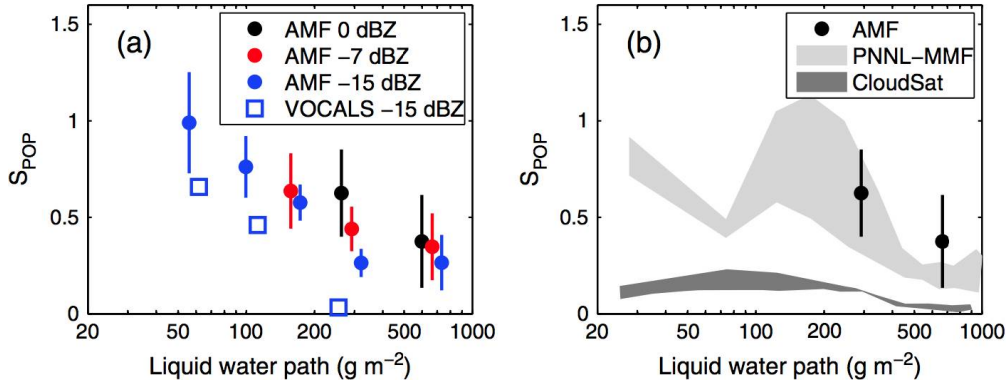 (a)
AMF 0 dBZ
AMF −7 dBZ
AMF −15 dBZ
VOCALS −15 dBZ
1.5
1
0.5
0
S_POP
20 50 100 200 500 1000
Liquid water path (g m⁻²)
(b)
AMF
PNNL−MMF
CloudSat
1.5
1
0.5
0
S_POP
20 50 100 200 500 1000
Liquid water path (g m⁻²)